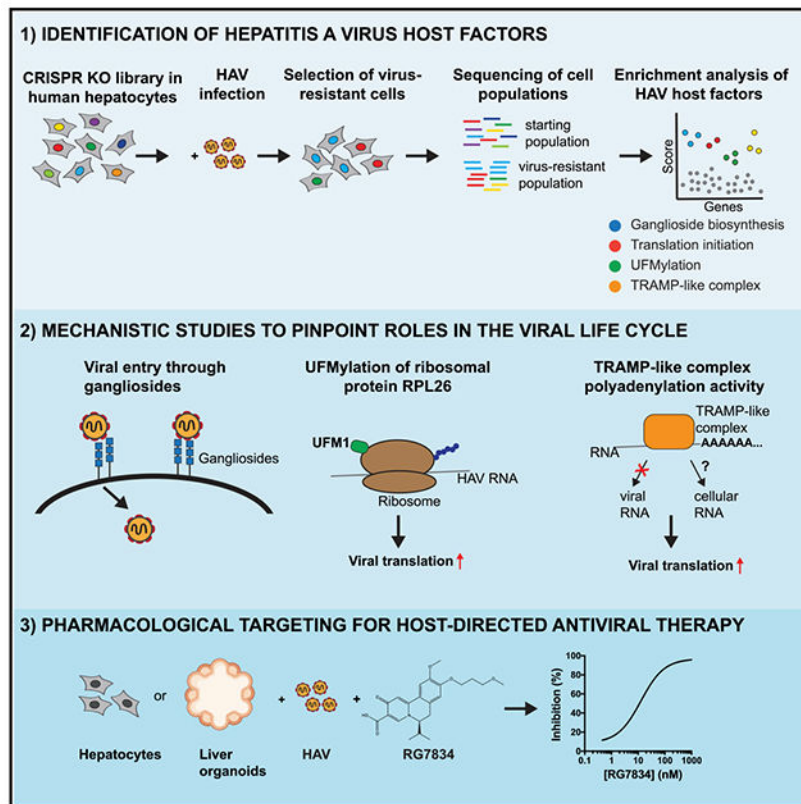 1) IDENTIFICATION OF HEPATITIS A VIRUS HOST FACTORS
CRISPR KO library in
human hepatocytes
HAV
infection
Selection of virus-
resistant cells
Sequencing of cell
populations
Enrichment analysis of
HAV host factors
+
starting
population
virus-resistant
population
Score
Genes
Ganglioside biosynthesis
Translation initiation
UFMylation
TRAMP-like complex
2) MECHANISTIC STUDIES TO PINPOINT ROLES IN THE VIRAL LIFE CYCLE
Viral entry through
gangliosides
Gangliosides
UFMylation of ribosomal
protein RPL26
UFM1
HAV RNA
Ribosome
Viral translation
TRAMP-like complex
polyadenylation activity
TRAMP-like
complex
RNA
AAAAAA...
?
viral
RNA
cellular
RNA
Viral translation
3) PHARMACOLOGICAL TARGETING FOR HOST-DIRECTED ANTIVIRAL THERAPY
or
+
+
Hepatocytes
Liver
organoids
HAV
RG7834
Inhibition (%)
100
80
60
40
20
0
0.1 1 10 100 1000
[RG7834] (nM)